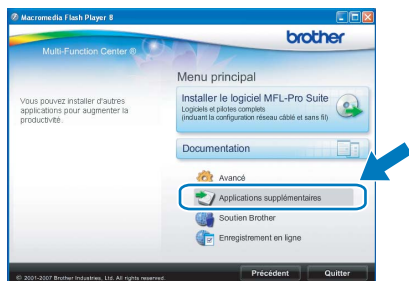 Macromedia Flash Player 8
brother
Multi-Function Center ®
Menu principal
Vous pouvez installer d'autres
applications pour augmenter la
productivité.
Installer le logiciel MFL-Pro Suite
Logiciels et pilotes complets
(induant la configuration réseau câblé et sans fil)
Documentation
Avancé
Applications supplémentaires
Soutien Brother
Enregistrement en ligne
© 2001-2007 Brother Industries, Ltd. All rights reserved.
Précédent
Quitter